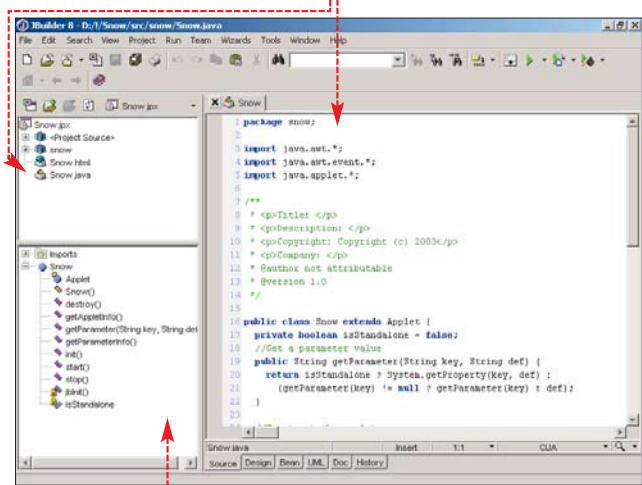 JBuilder 8 - D:/!/Snow/src/snow/Snow.java
File Edit Search View Project Run Team Wizards Tools Window Help
Snow.jpx
Snow.jpx
<Project Source>
snow
Snow.html
Snow.java
Imports
Snow
Applet
Snow()
destroy()
getAppletInfo()
getParameter(String key, String def
getParameterInfo()
init()
start()
stop()
jbInit()
isStandalone
Snow
1 package snow;
2
3 import java.awt.*;
4 import java.awt.event.*;
5 import java.applet.*;
6
7 /**
8 * <p>Title: </p>
9 * <p>Description: </p>
10 * <p>Copyright: Copyright (c) 2003</p>
11 * <p>Company: </p>
12 * @author not attributable
13 * @version 1.0
14 */
15
16 public class Snow extends Applet {
17 private boolean isStandalone = false;
18 //Get a parameter value
19 public String getParameter(String key, String def) {
20 return isStandalone ? System.getProperty(key, def) :
21 (getParameter(key) != null ? getParameter(key) : def);
22 }
23
Snow.java Insert 1:1 CUA
Source Design Bean UML Doc History